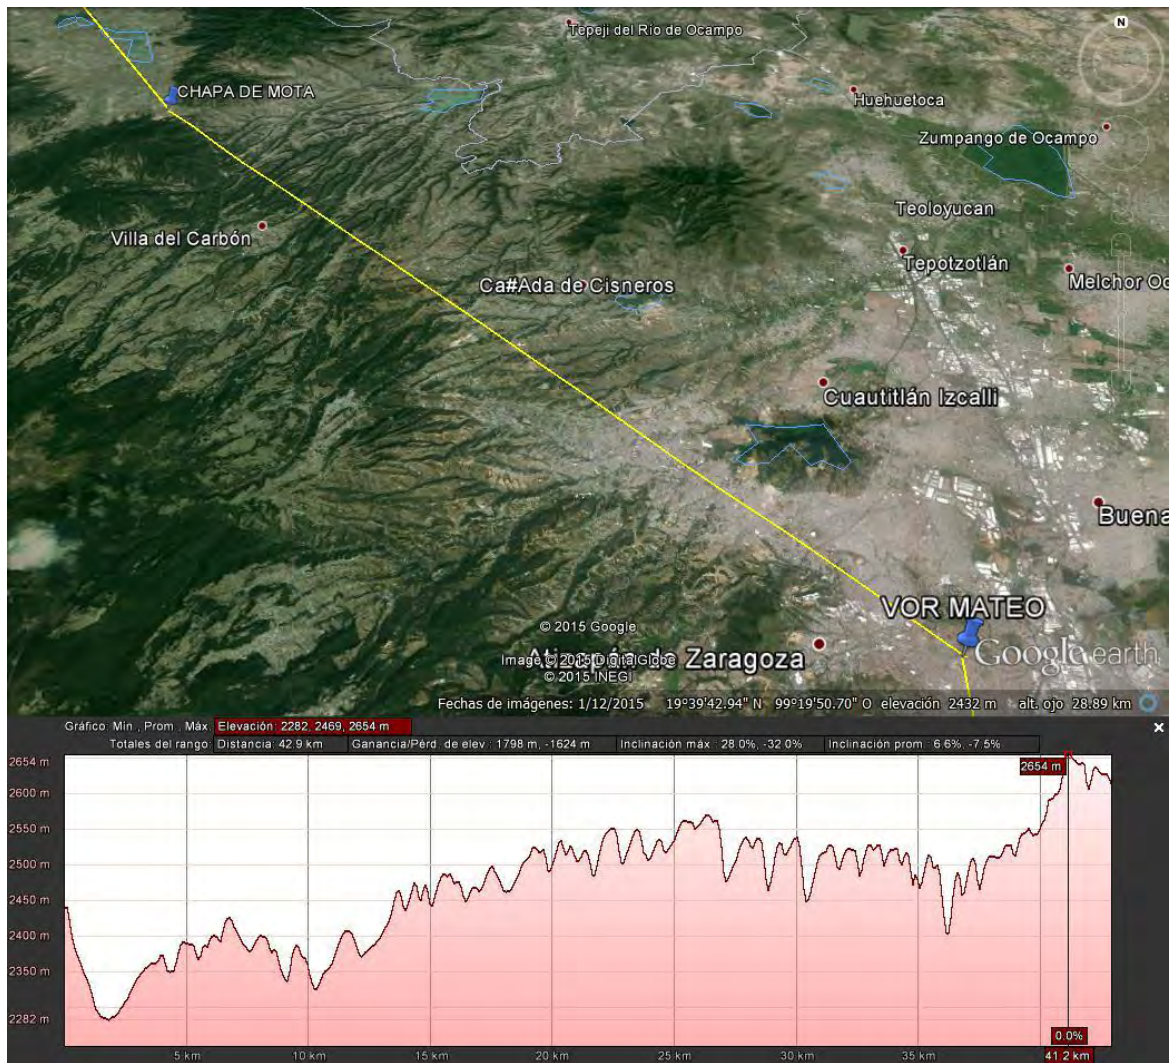 N
Tepeji del Río de Ocampo
CHAPA DE MOTA
Huehuetoca
Zumpango de Ocampo
Teoloyucan
Villa del Carbón
Tepotzotlán
Melchor Oc
Ca#Ada de Cisneros
Cuautitlán Izcalli
Buena
VOR MATEO
© 2015 Google
Atizapán de Zaragoza
Image © 2015 DigitalGlobe
© 2015 INEGI
Google earth
Fechas de imágenes: 1/12/2015 19°39'42.94" N 99°19'50.70" O elevación 2432 m alt. ojo 28.89 km
Gráfico: Mín., Prom., Máx. Elevación: 2282, 2469, 2654 m
Totales del rango: Distancia: 42.9 km Ganancia/Pérd. de elev.: 1798 m, -1624 m Inclinación máx.: 28.0%, -32.0% Inclinación prom.: 6.6%, -7.5%
2654 m
2654 m
2600 m
2550 m
2500 m
2450 m
2400 m
2350 m
2282 m
0.0%
5 km 10 km 15 km 20 km 25 km 30 km 35 km 41.2 km